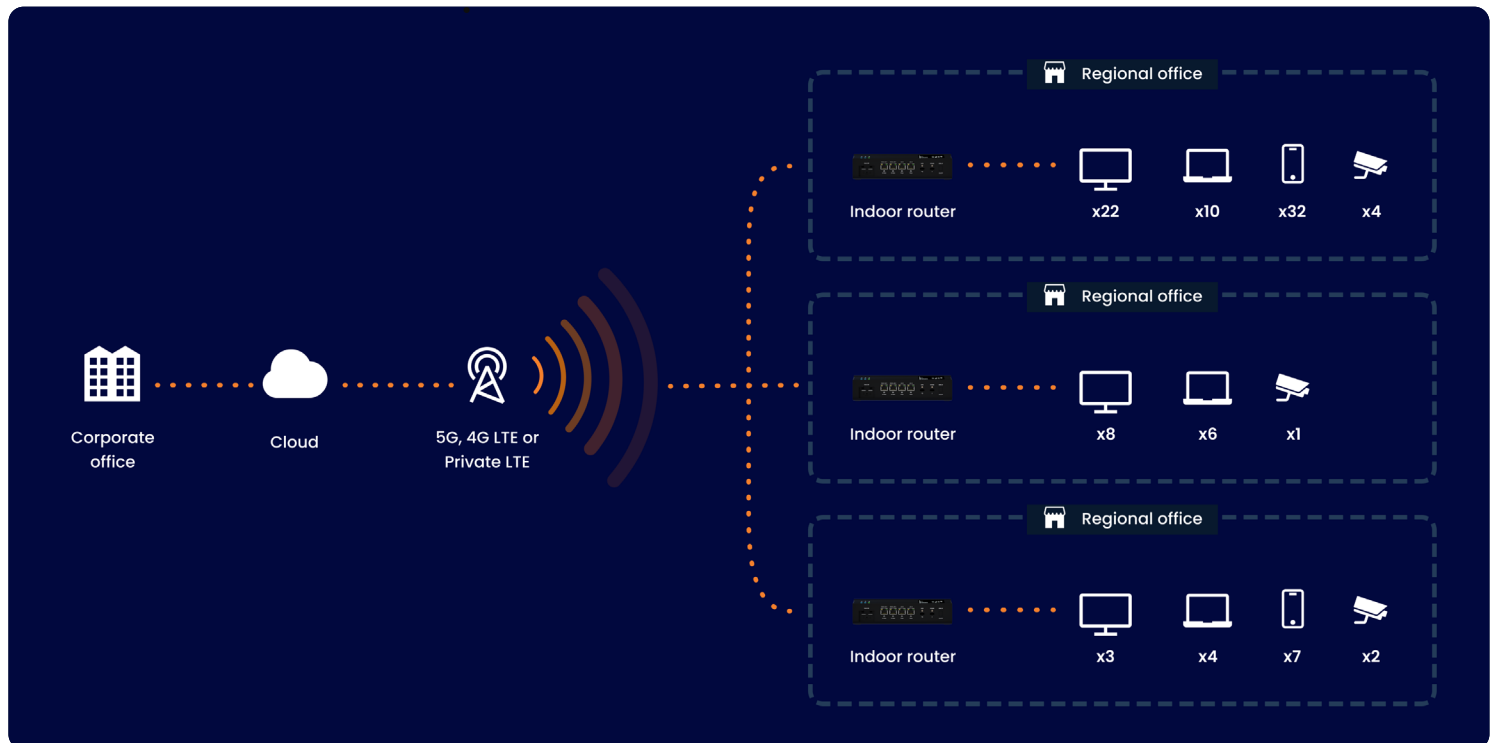 Regional office
Indoor router
x22
x10
x32
x4
Regional office
Indoor router
x8
x6
x1
Corporate
office
Cloud
5G, 4G LTE or
Private LTE
Regional office
Indoor router
x3
x4
x7
x2